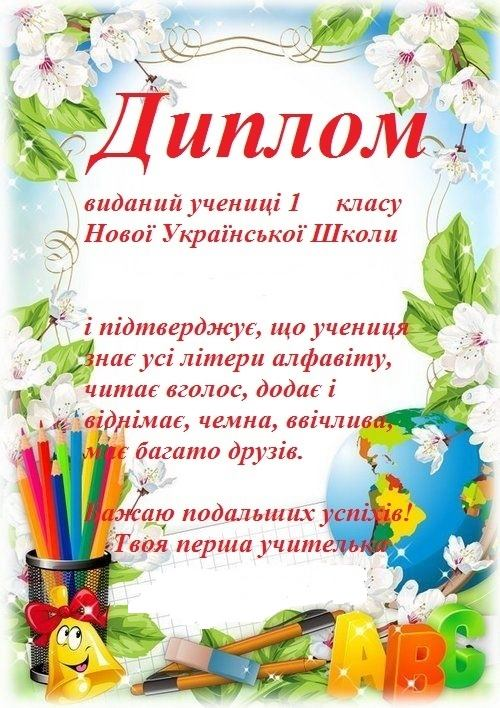 Диплом
виданий учениці 1 класу
Нової Української Школи
і підтверджує, що учениця
знає усі літери алфавіту,
читає вголос, додає і
віднімає, чемна, ввічлива,
має багато друзів.
Бажаю подальших успіхів!
Твоя перша учителька
ABC